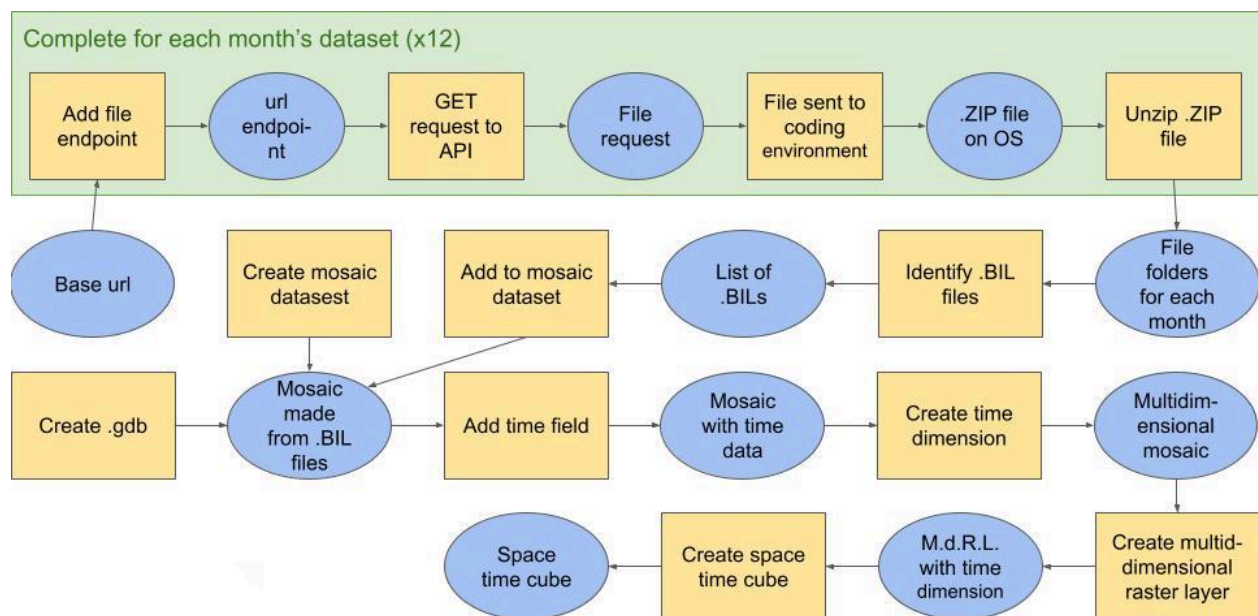 Complete for each month's dataset (x12)
Add file
endpoint
url
endpoi-
nt
GET
request to
API
File
request
File sent to
coding
environment
.ZIP file
on OS
Unzip .ZIP
file
Base url
Create mosaic
datasest
Add to mosaic
dataset
List of
.BILs
Identify .BIL
files
File
folders
for each
month
Create .gdb
Mosaic
made
from .BIL
files
Add time field
Mosaic
with time
data
Create time
dimension
Multidim-
ensional
mosaic
Space
time cube
Create space
time cube
M.d.R.L.
with time
dimension
Create multid-
dimensional
raster layer